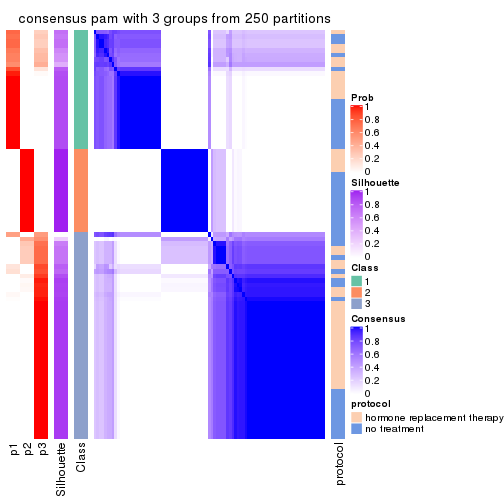 consensus pam with 3 groups from 250 partitions
Prob
1
0.8
0.6
0.4
0.2
0
Silhouette
1
0.8
0.6
0.4
0.2
0
Class
1
2
3
Consensus
1
0.8
0.6
0.4
0.2
0
protocol
hormone replacement therapy
no treatment
p1
p2
p3
Silhouette
Class
protocol